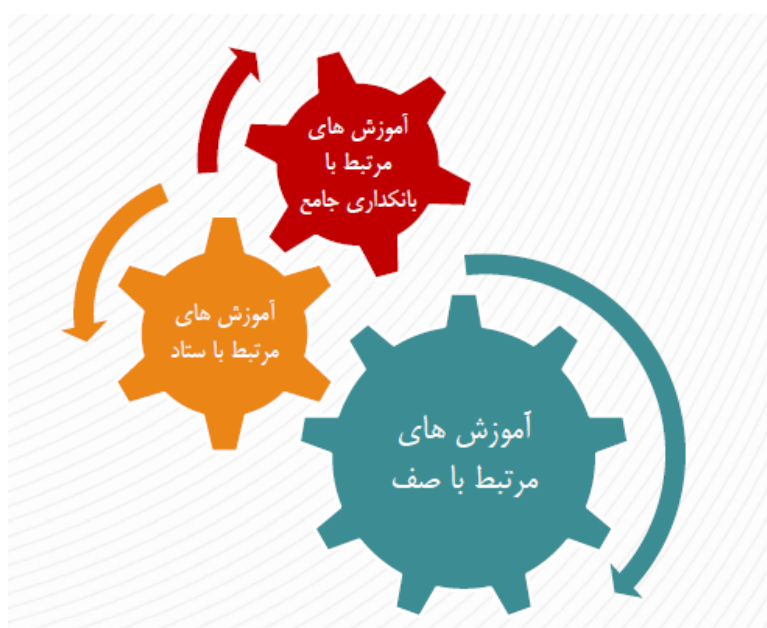 آموزش های
مرتبط با
بانکداری جامع
آموزش های
مرتبط با ستاد
آموزش های
مرتبط با صف